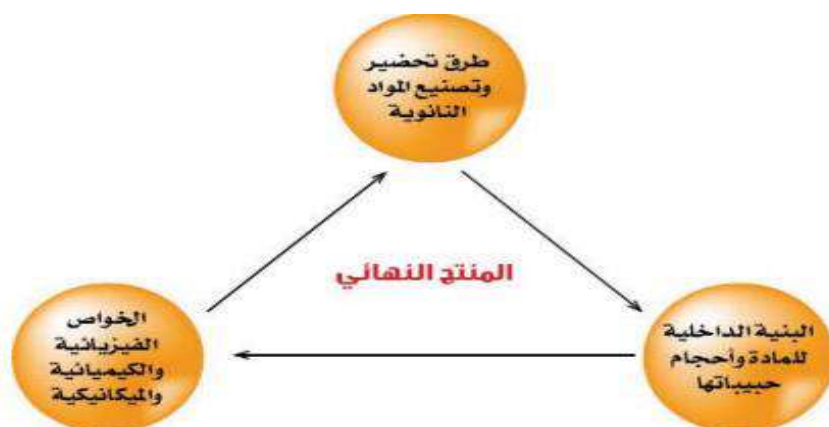 طرق تحضير
وتصنيع المواد
النانوية
المنتج النهائي
الخواص
الفيزيائية
والكيميائية
والميكانيكية
البنية الداخلية
للمادة وأحجام
حبيباتها